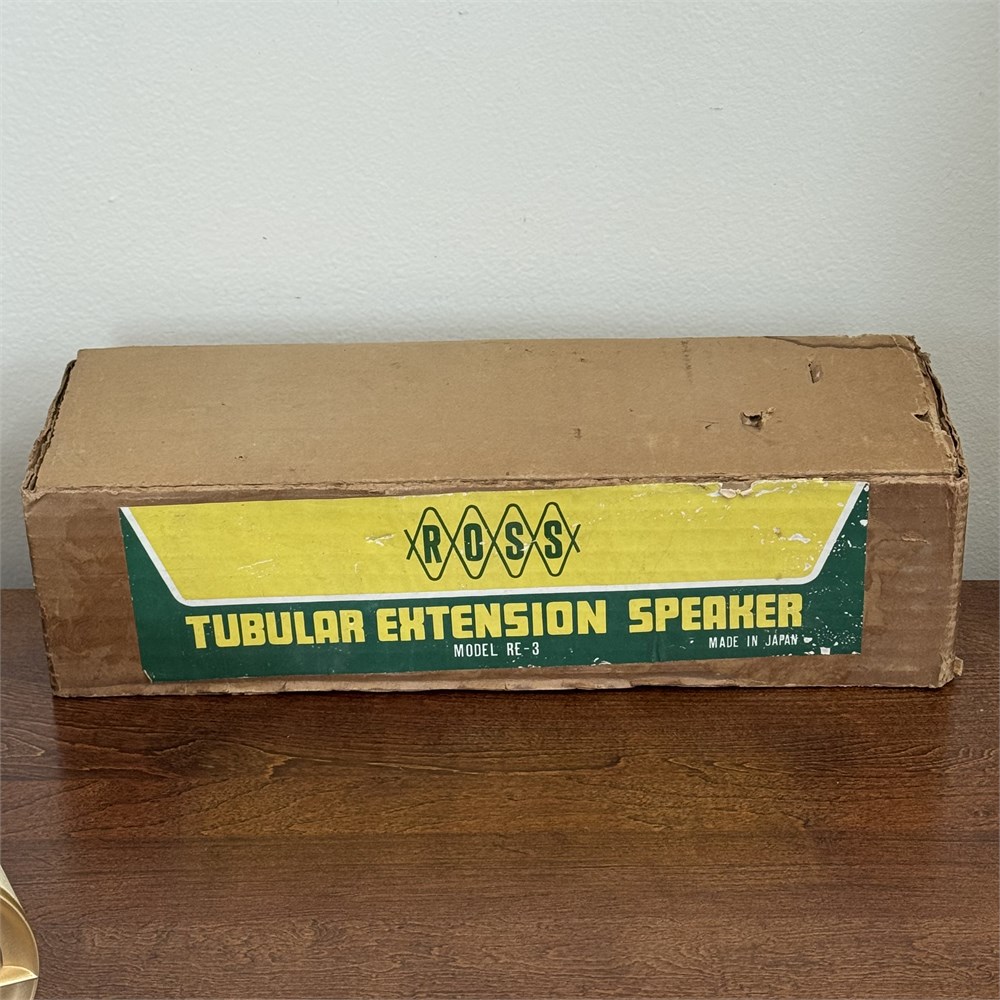 ROSS
TUBULAR EXTENSION SPEAKER
MODEL RE-3
MADE IN JAPAN